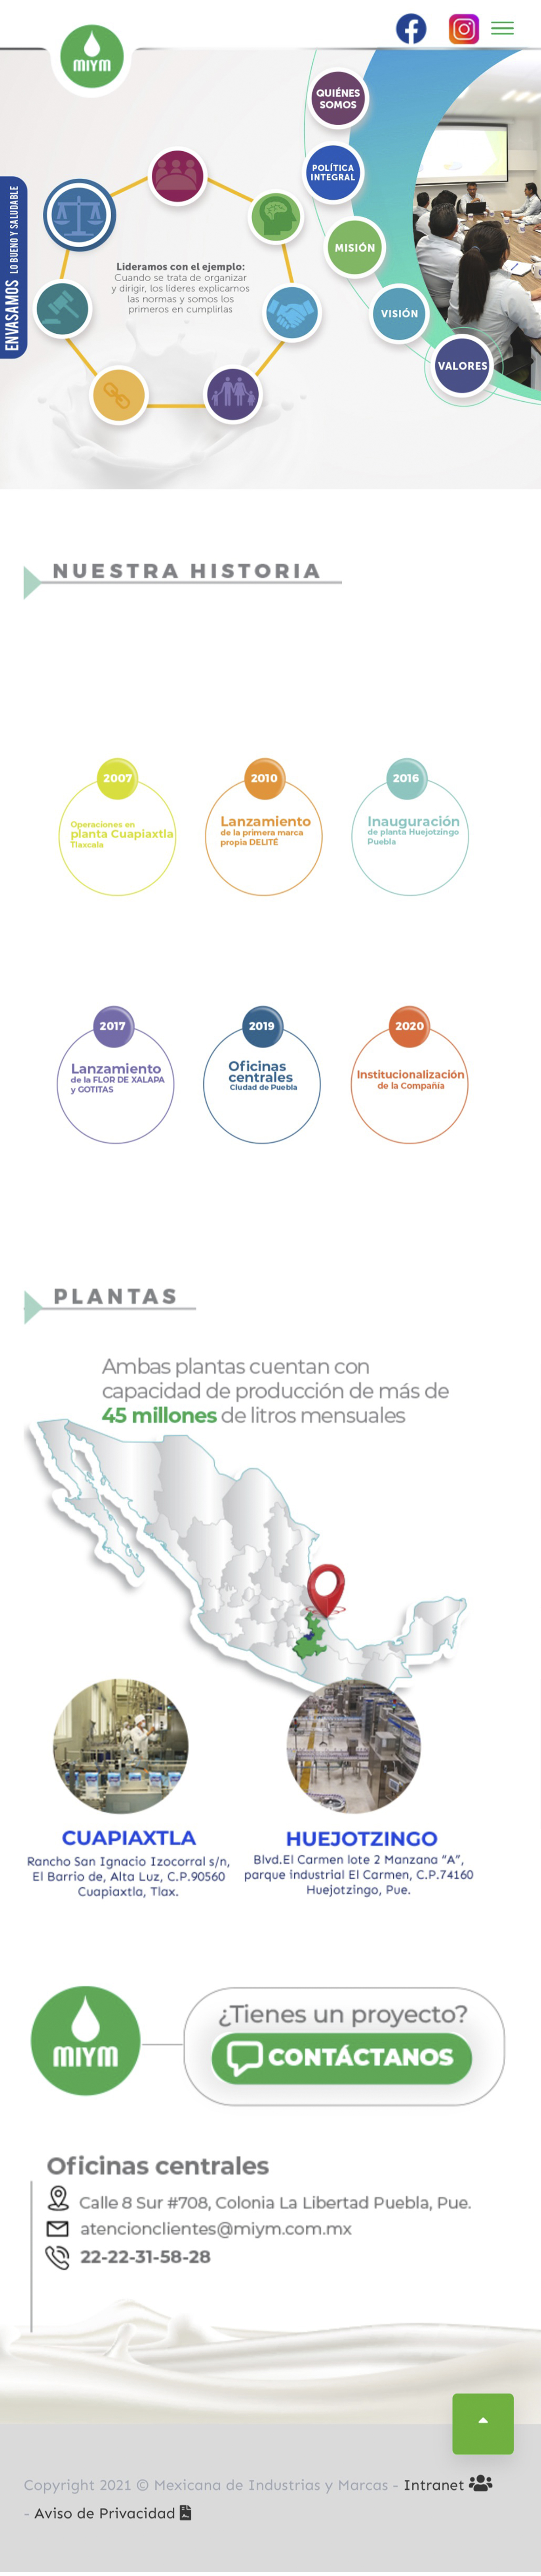 miym
QUIÉNES
SOMOS
POLÍTICA
INTEGRAL
MISIÓN
VISIÓN
VALORES
ENVASAMOS LO BUENO Y SALUDABLE
Lideramos con el ejemplo:
Cuando se trata de organizar
y dirigir, los líderes explicamos
las normas y somos los
primeros en cumplirlas
NUESTRA HISTORIA
2007
Operaciones en
planta Cuapiaxtla
Tlaxcala
2010
Lanzamiento
de la primera marca
propia DELITÉ
2016
Inauguración
de planta Huejotzingo
Puebla
2017
Lanzamiento
de la FLOR DE XALAPA
y GOTITAS
2019
Oficinas
centrales
Ciudad de Puebla
2020
Institucionalización
de la Compañía
PLANTAS
Ambas plantas cuentan con
capacidad de producción de más de
45 millones de litros mensuales
CUAPIAXTLA
Rancho San Ignacio Izocorral s/n,
El Barrio de, Alta Luz, C.P.90560
Cuapiaxtla, Tlax.
HUEJOTZINGO
Blvd.El Carmen lote 2 Manzana “A”,
parque industrial El Carmen, C.P.74160
Huejotzingo, Pue.
miym
¿Tienes un proyecto?
CONTÁCTANOS
Oficinas centrales
Calle 8 Sur #708, Colonia La Libertad Puebla, Pue.
atencionclientes@miym.com.mx
22-22-31-58-28
Copyright 2021 © Mexicana de Industrias y Marcas - Intranet
- Aviso de Privacidad